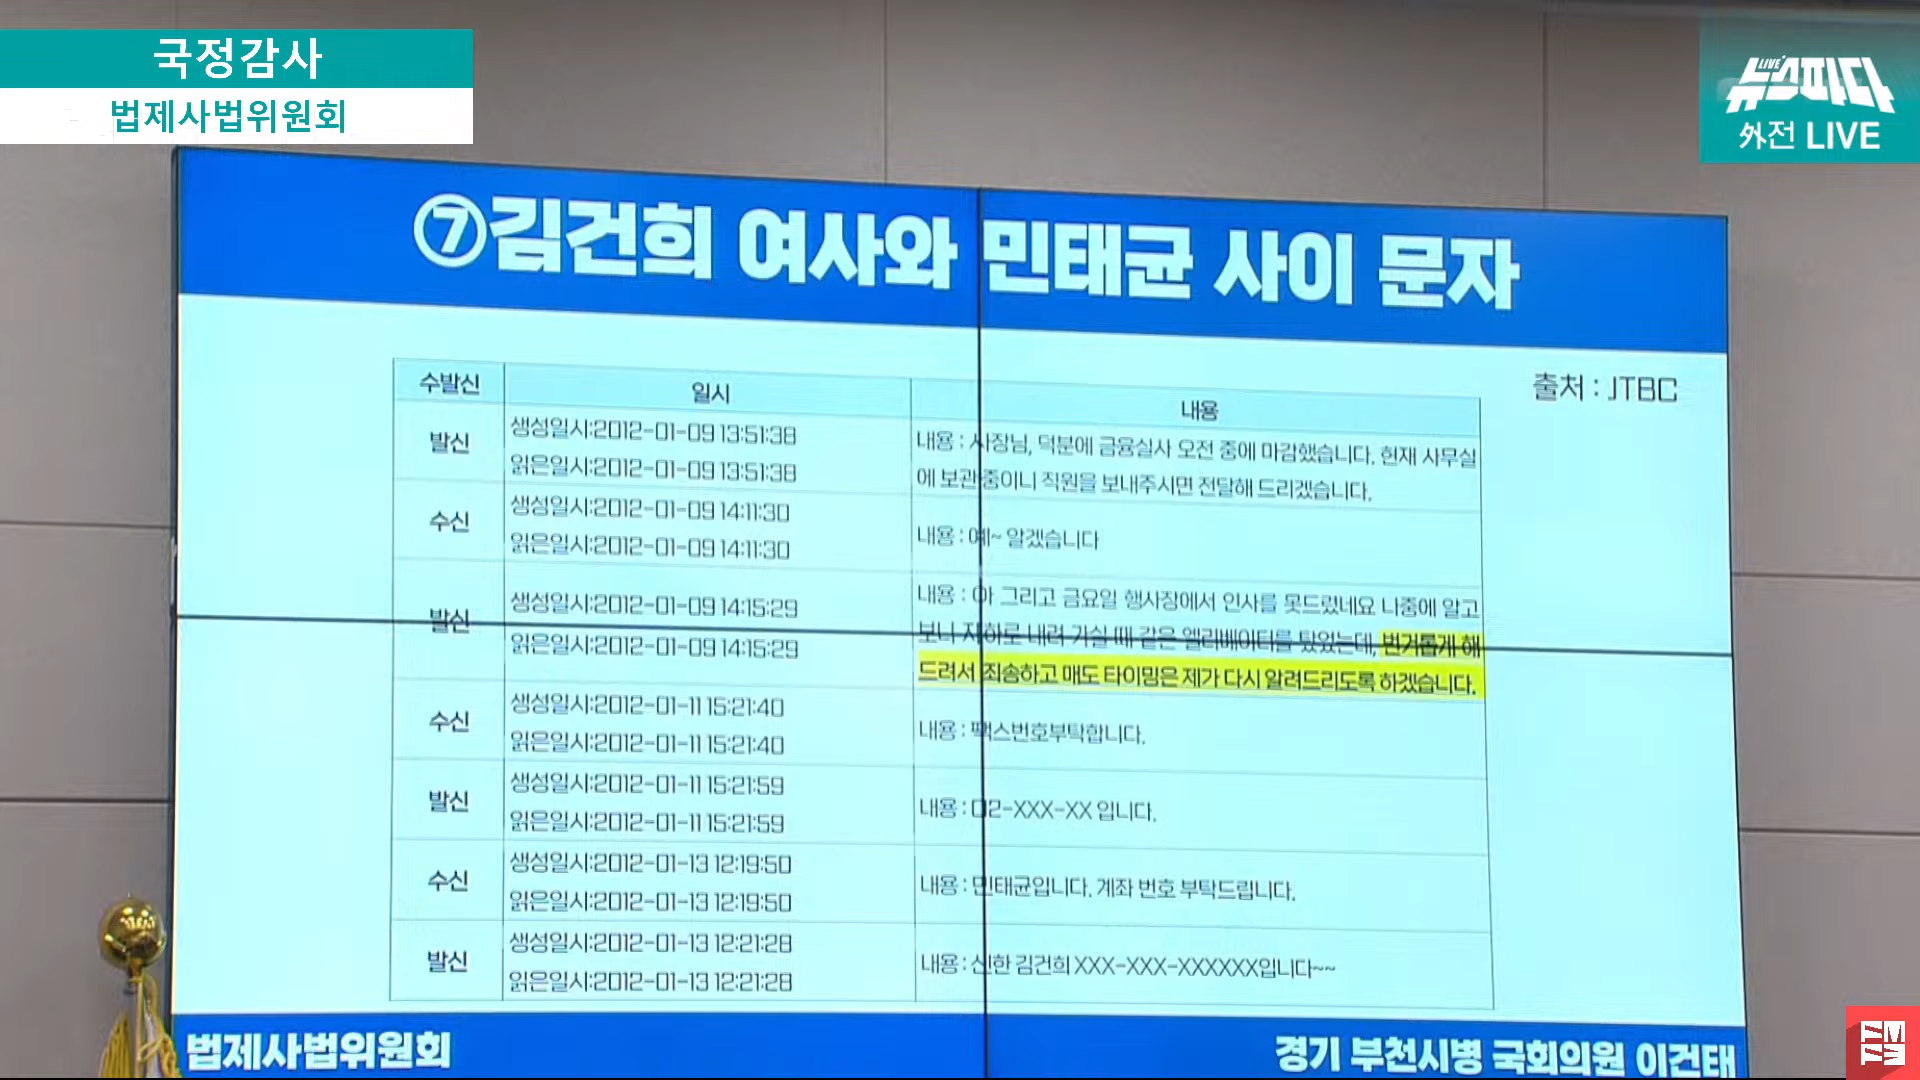 국정감사
법제사법위원회
LIVE
뉴스파다
外전 LIVE
⑦김건희 여사와 민태균 사이 문자
출처 : JTBC
수발신 일시 내용
발신 생성일시:2012-01-09 13:51:38
읽은일시:2012-01-09 13:51:38
내용 : 사장님, 덕분에 금융실사 오전 중에 마감했습니다. 현재 사무실
에 보관중이니 직원을 보내주시면 전달해 드리겠습니다.
수신 생성일시:2012-01-09 14:11:30
읽은일시:2012-01-09 14:11:30
내용 : 예~ 알겠습니다
발신 생성일시:2012-01-09 14:15:29
읽은일시:2012-01-09 14:15:29
내용 : 아 그리고 금요일 행사장에서 인사를 못드렸네요 나중에 알고
보니 지하로 내려 가실 때 같은 엘리베이터를 탔었는데, 번거롭게 해
드려서 죄송하고 매도 타이밍은 제가 다시 알려드리도록 하겠습니다.
수신 생성일시:2012-01-11 15:21:40
읽은일시:2012-01-11 15:21:40
내용 : 팩스번호부탁합니다.
발신 생성일시:2012-01-11 15:21:59
읽은일시:2012-01-11 15:21:59
내용 : 02-XXX-XX 입니다.
수신 생성일시:2012-01-13 12:19:50
읽은일시:2012-01-13 12:19:50
내용 : 민태균입니다. 계좌 번호 부탁드립니다.
발신 생성일시:2012-01-13 12:21:28
읽은일시:2012-01-13 12:21:28
내용 : 신한 김건희 XXX-XXX-XXXXXX입니다~~
법제사법위원회
경기 부천시병 국회의원 이건태